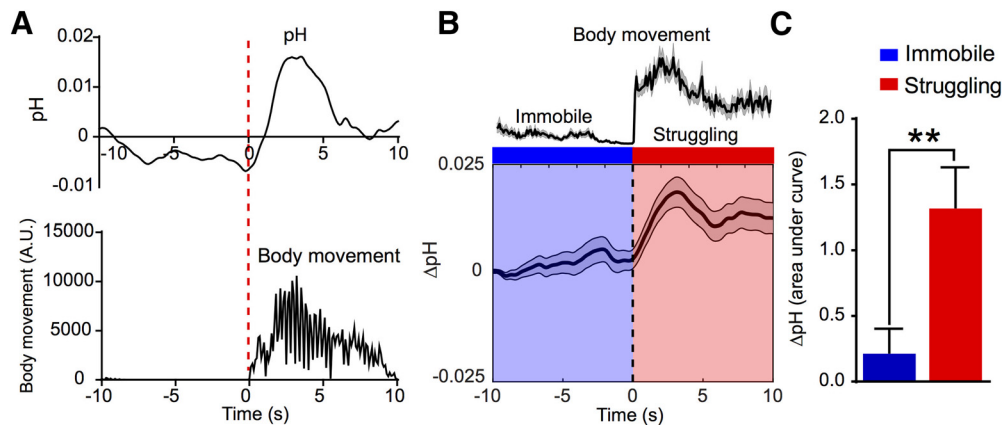 A
0.02
0.01
0
-0.01
pH
pH
-10
-5
0
5
10
15000
10000
5000
0
Body movement (A.U.)
Body movement
-10
-5
0
5
10
Time (s)
B
Body movement
Immobile
Struggling
0.025
0
-0.025
ΔpH
-10
-5
0
5
10
Time (s)
C
Immobile
Struggling
**
2.0
1.5
1.0
0.5
0.0
ΔpH (area under curve)